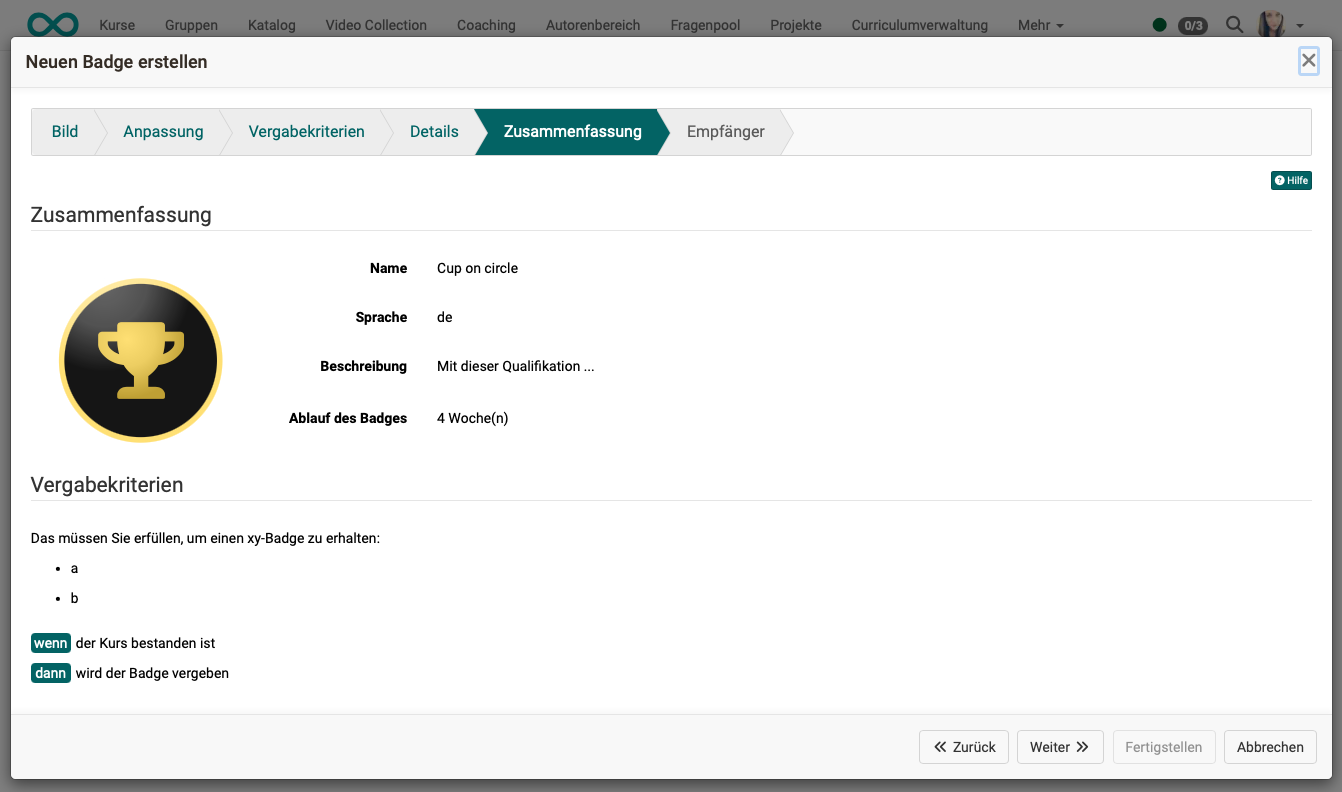 Kurse Gruppen Katalog Video Collection Coaching Autorenbereich Fragenpool Projekte Curriculumverwaltung Mehr 0/3
Neuen Badge erstellen
Bild Anpassung Vergabekriterien Details Zusammenfassung Empfänger
Hilfe
Zusammenfassung
Name Cup on circle
Sprache de
Beschreibung Mit dieser Qualifikation ...
Ablauf des Badges 4 Woche(n)
Vergabekriterien
Das müssen Sie erfüllen, um einen xy-Badge zu erhalten:
• a
• b
wenn der Kurs bestanden ist
dann wird der Badge vergeben
Zurück Weiter Fertigstellen Abbrechen